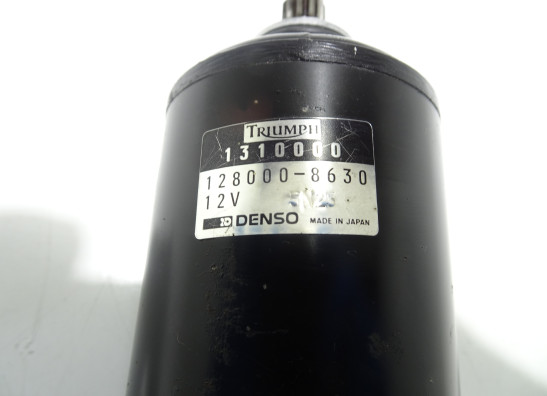 TRIUMPH
1310000
128000-8630
12V
DENSO MADE IN JAPAN